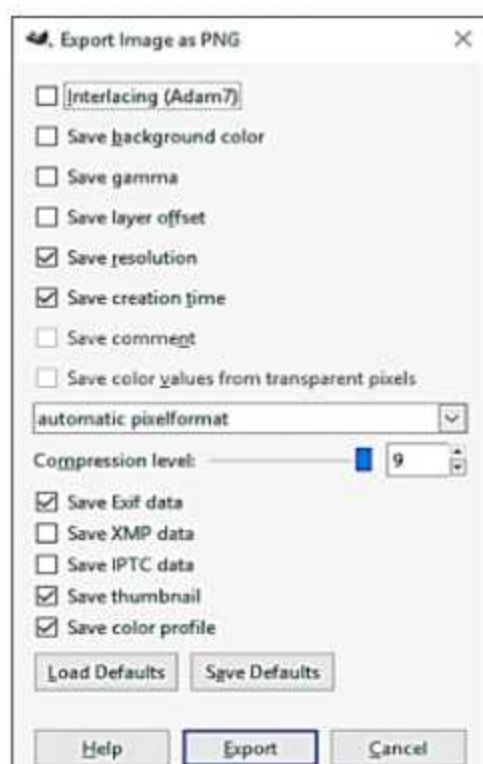 Export Image as PNG
Interlacing (Adam7)
Save background color
Save gamma
Save layer offset
Save resolution
Save creation time
Save comment
Save color values from transparent pixels
automatic pixelformat
Compression level: 9
Save Exif data
Save XMP data
Save IPTC data
Save thumbnail
Save color profile
Load Defaults Save Defaults
Help Export Cancel